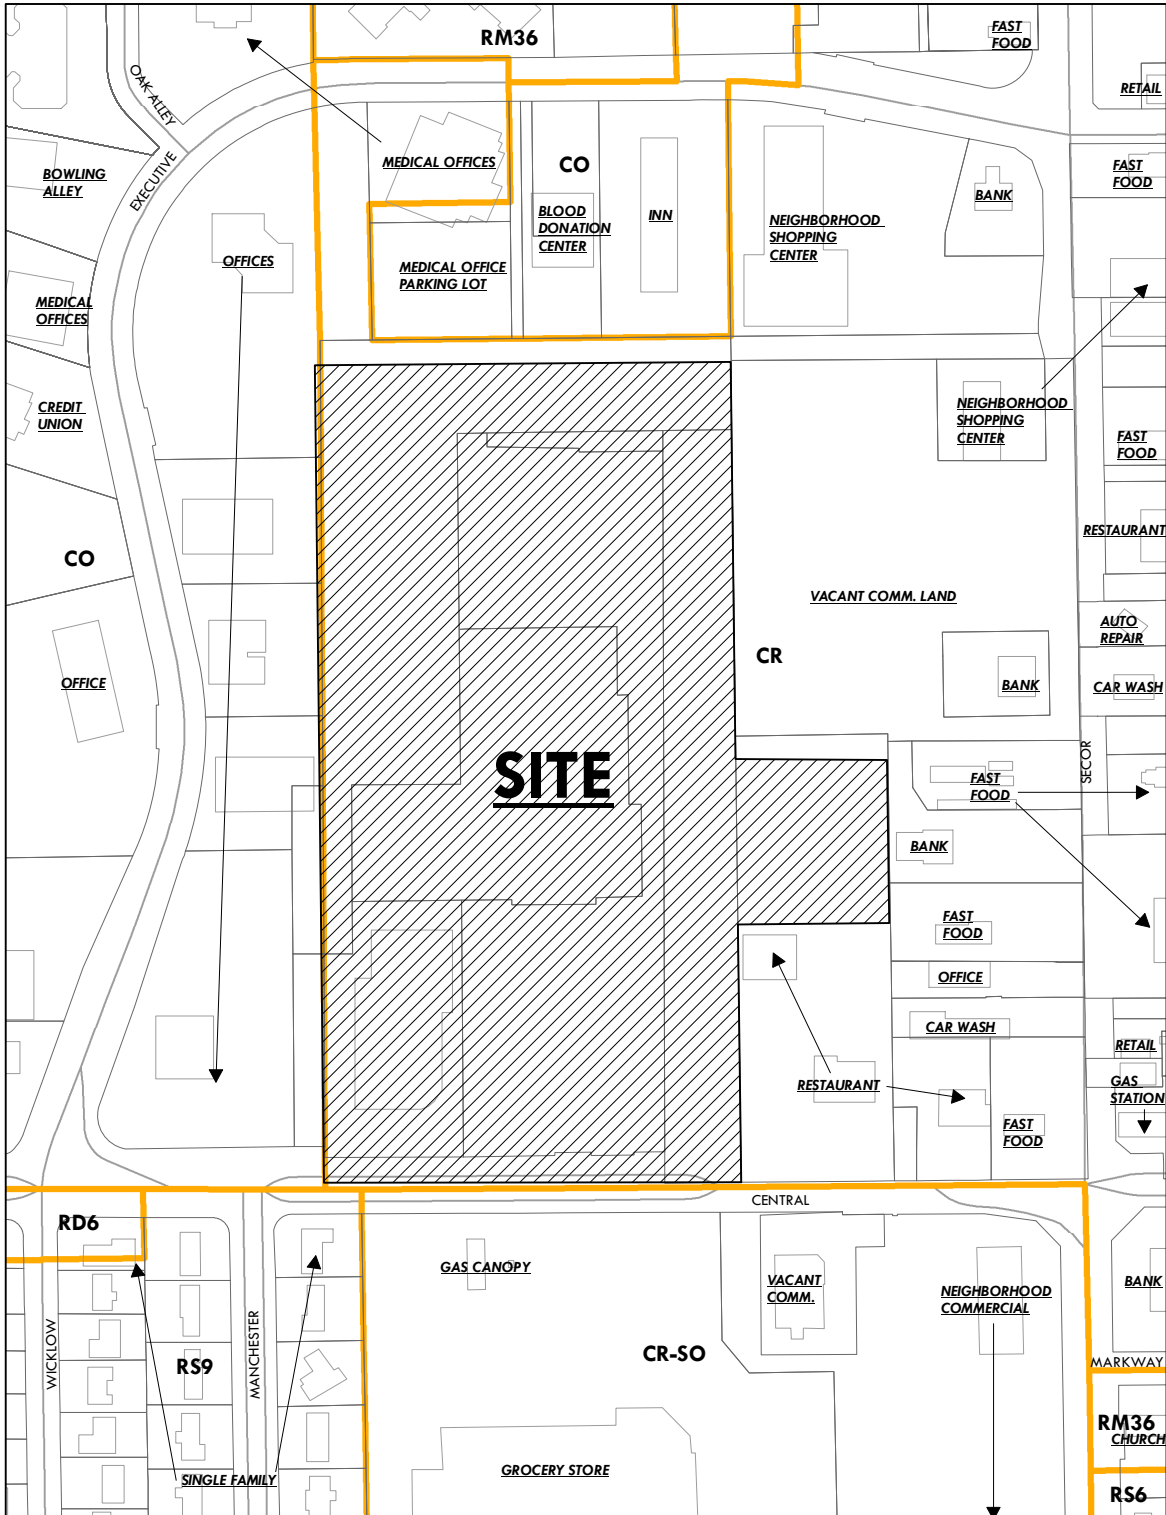 RM36
FAST
FOOD
OAK ALLEY
RETAIL
BOWLING
ALLEY
EXECUTIVE
MEDICAL OFFICES
CO
FAST
FOOD
BANK
BLOOD
DONATION
CENTER
INN
NEIGHBORHOOD
SHOPPING
CENTER
OFFICES
MEDICAL OFFICE
PARKING LOT
MEDICAL
OFFICES
CREDIT
UNION
NEIGHBORHOOD
SHOPPING
CENTER
FAST
FOOD
RESTAURANT
CO
VACANT COMM. LAND
AUTO
REPAIR
CR
OFFICE
BANK
CAR WASH
SITE
SECOR
FAST
FOOD
BANK
FAST
FOOD
OFFICE
CAR WASH
RETAIL
RESTAURANT
GAS
STATION
FAST
FOOD
CENTRAL
RD6
GAS CANOPY
VACANT
COMM.
NEIGHBORHOOD
COMMERCIAL
BANK
WICKLOW
MANCHESTER
RS9
CR-SO
MARKWAY
RM36
CHURCH
SINGLE FAMILY
GROCERY STORE
RS6